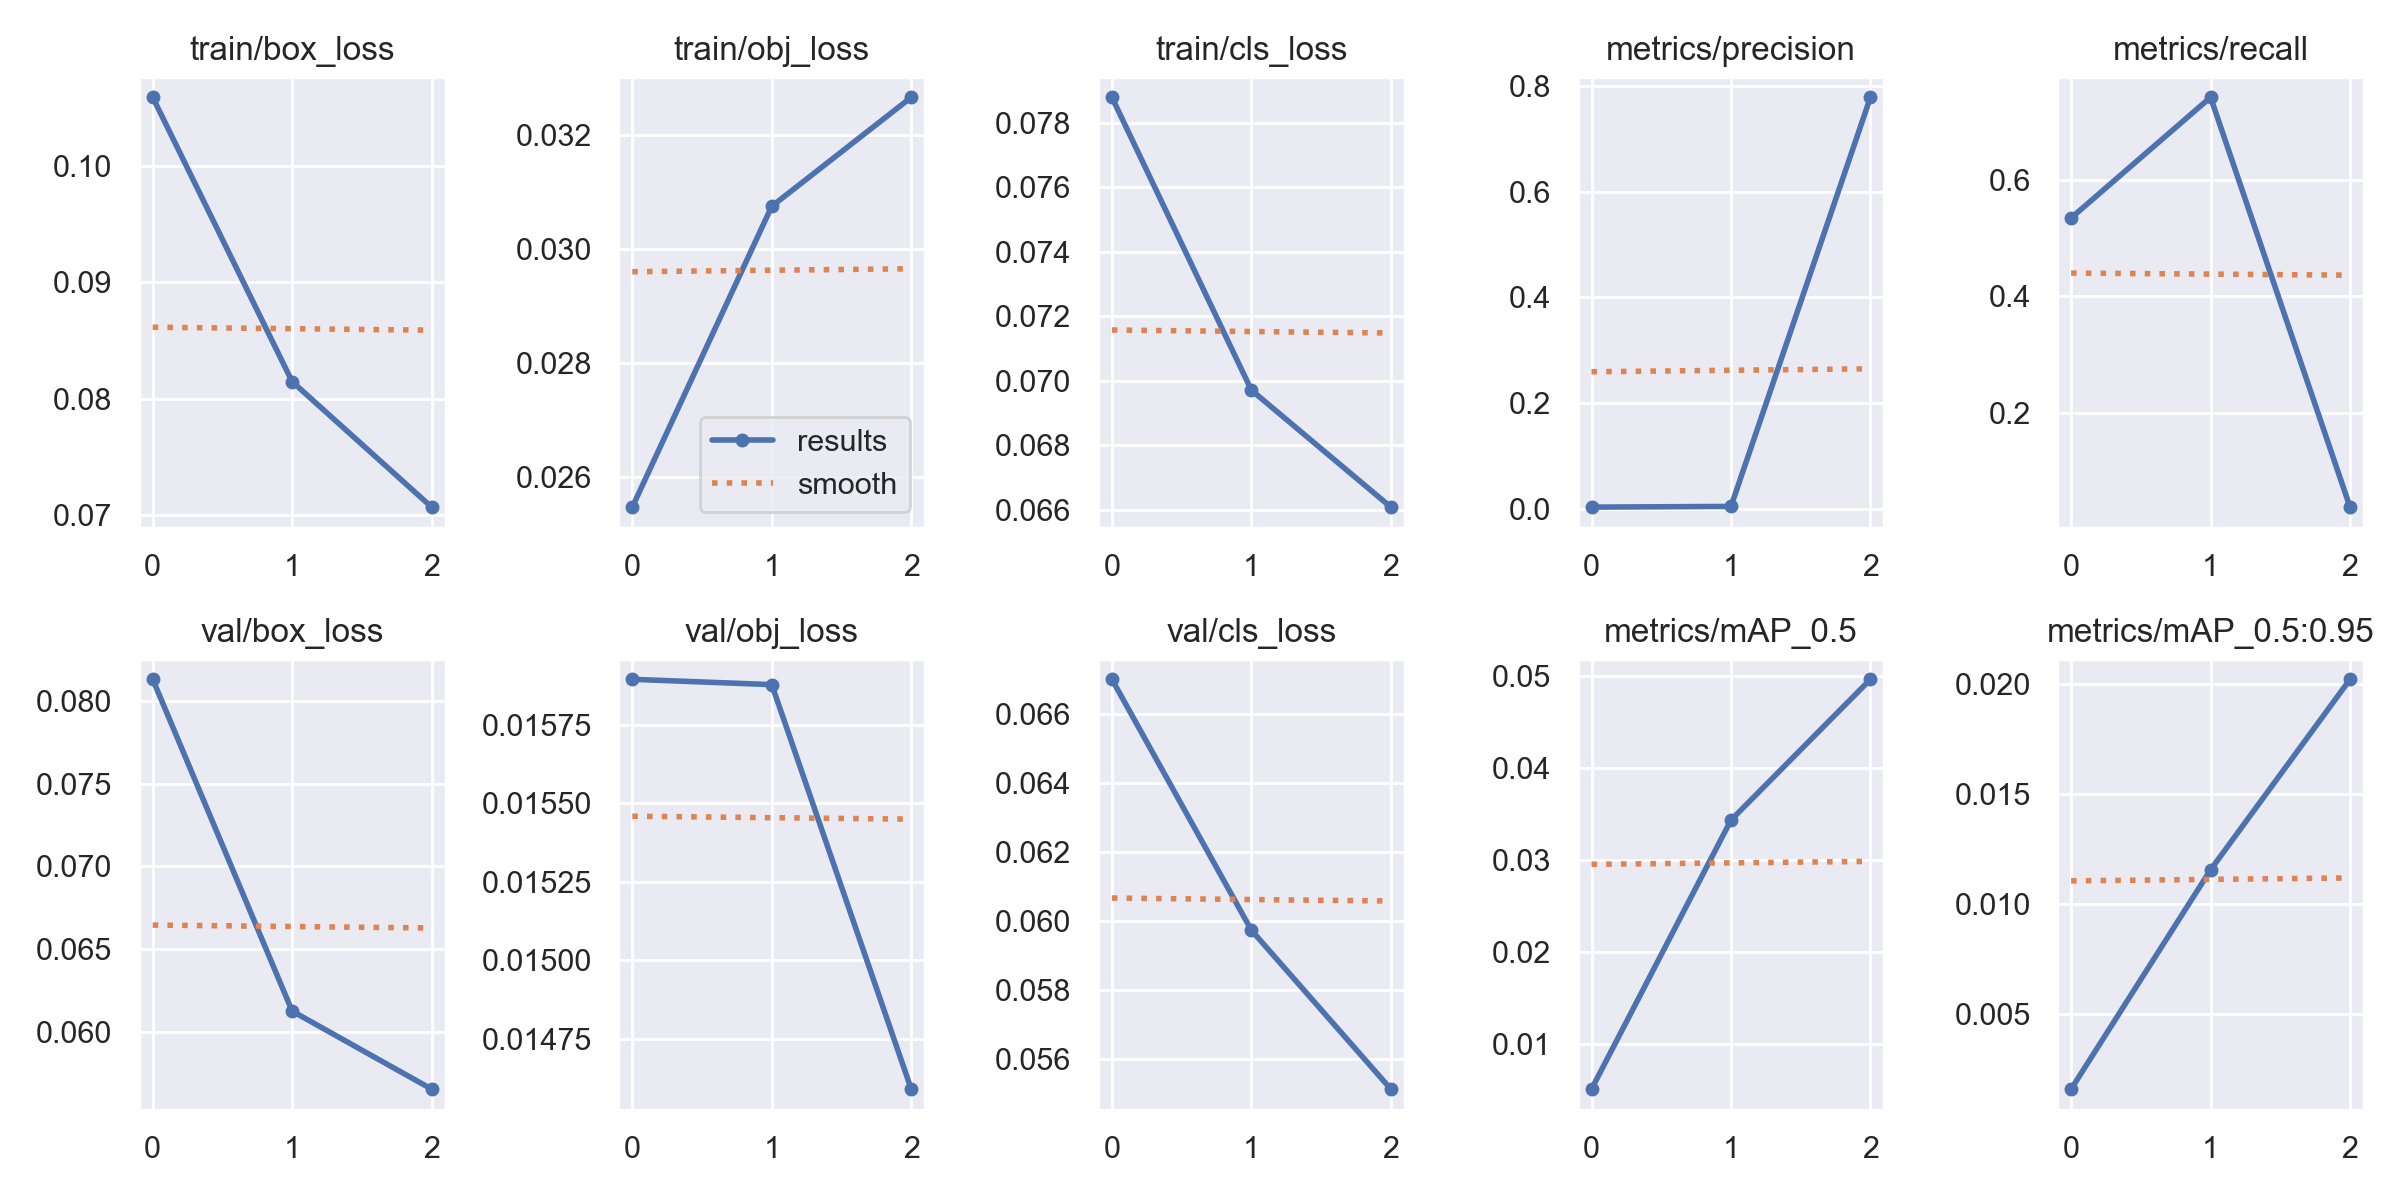 train/box_loss
0.10
0.09
0.08
0.07
0 1 2
train/obj_loss
0.032
0.030
0.028
0.026
results
smooth
0 1 2
train/cls_loss
0.078
0.076
0.074
0.072
0.070
0.068
0.066
0 1 2
metrics/precision
0.8
0.6
0.4
0.2
0.0
0 1 2
metrics/recall
0.6
0.4
0.2
0 1 2
val/box_loss
0.080
0.075
0.070
0.065
0.060
0 1 2
val/obj_loss
0.01575
0.01550
0.01525
0.01500
0.01475
0 1 2
val/cls_loss
0.066
0.064
0.062
0.060
0.058
0.056
0 1 2
metrics/mAP_0.5
0.05
0.04
0.03
0.02
0.01
0 1 2
metrics/mAP_0.5:0.95
0.020
0.015
0.010
0.005
0 1 2